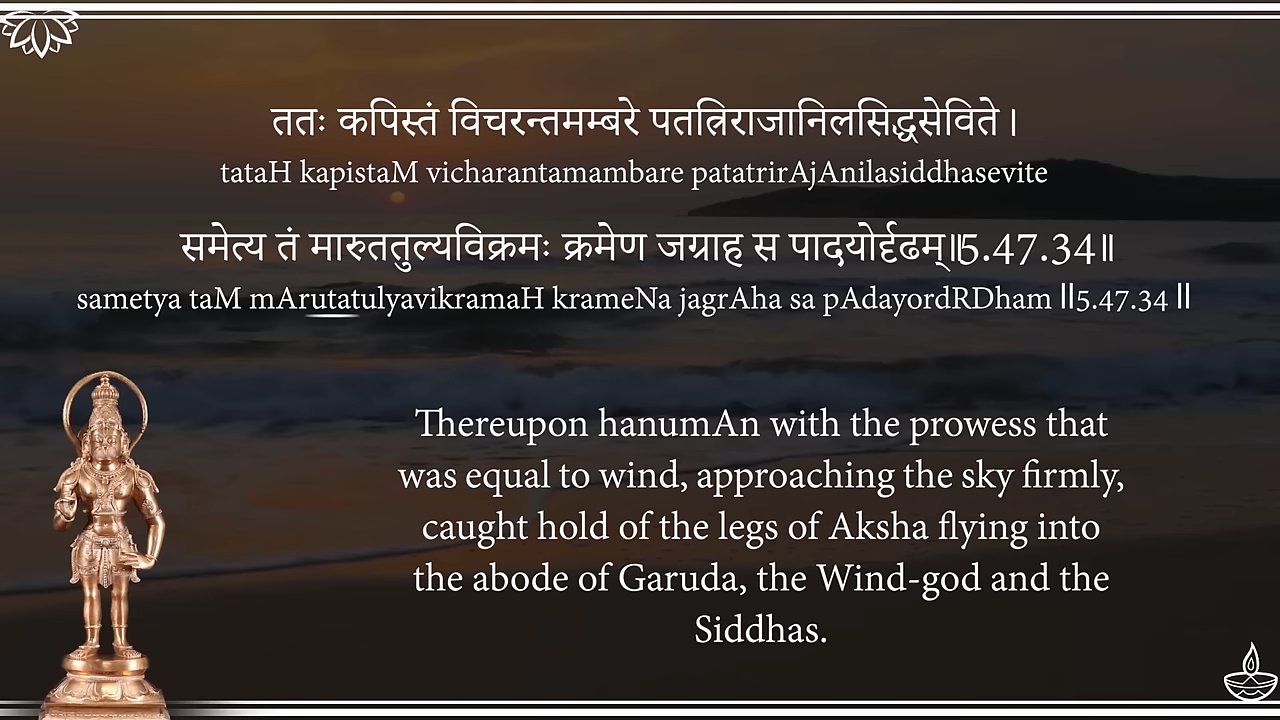 ततः कपिस्तं विचरन्तमम्बरे पतत्रिराजानिलसिद्धसेविते।
tataH kapistaM vicharantamambare patatrirAjAnilasiddhasevite
समेत्य तं मारुततुल्यविक्रमः क्रमेण जग्राह स पादयोर्दृढम्॥5.47.34॥
sametya taM mArutatulyavikramaH krameNa jagrAha sa pAdayordRDham ॥5.47.34॥
Thereupon hanumAn with the prowess that
was equal to wind, approaching the sky firmly,
caught hold of the legs of Aksha flying into
the abode of Garuda, the Wind-god and the
Siddhas.